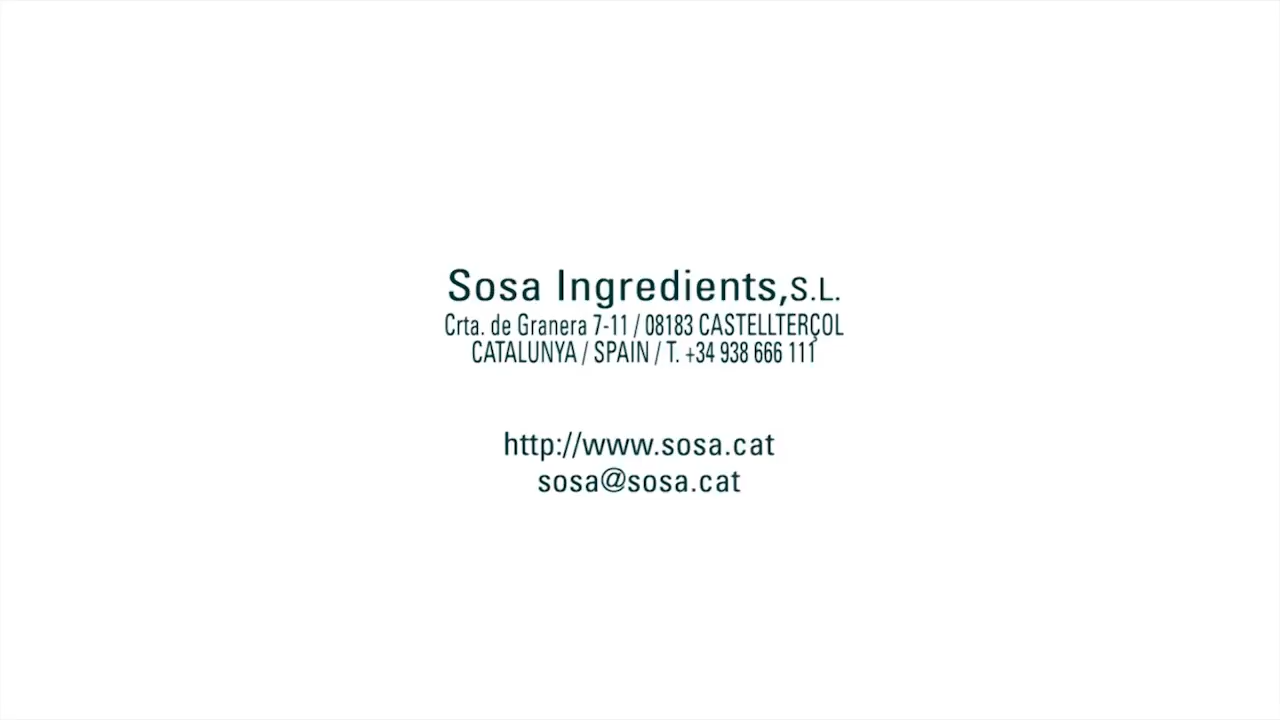 Sosa Ingredients,S.L.
Crta. de Granera 7-11 / 08183 CASTELLTERÇOL
CATALUNYA / SPAIN / T. +34 938 666 111
http://www.sosa.cat
sosa@sosa.cat